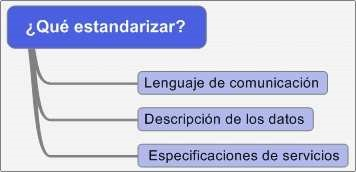 ¿Qué estandarizar?
Lenguaje de comunicación
Descripción de los datos
Especificaciones de servicios